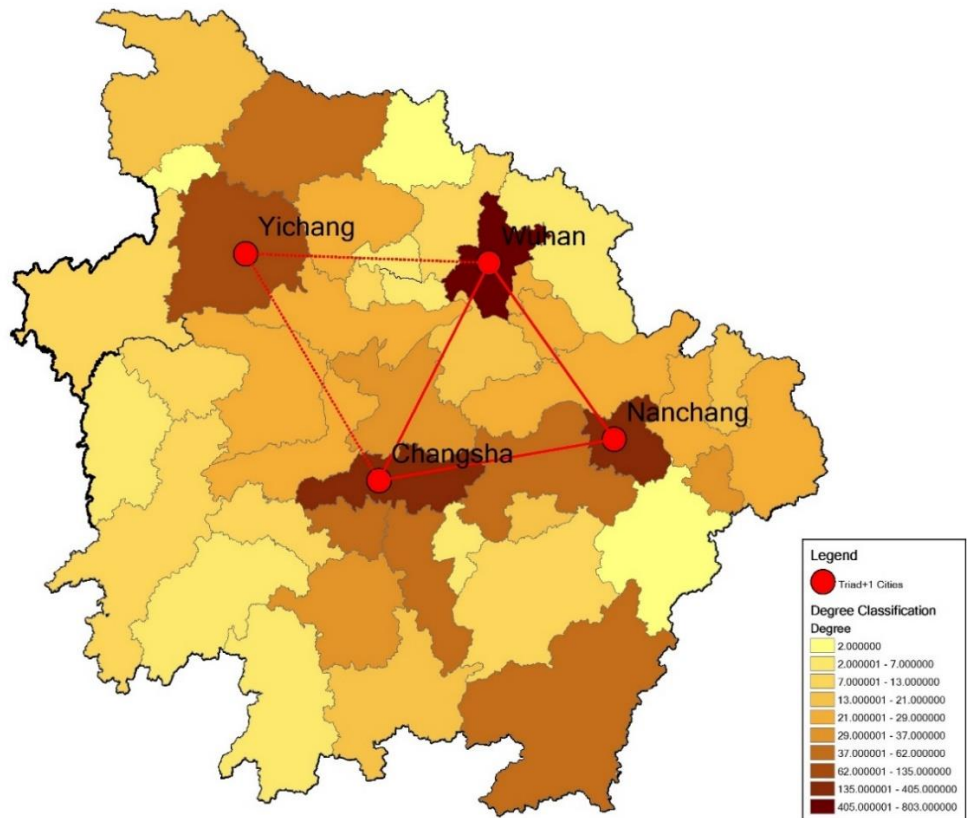 Yichang
Wuhan
Nanchang
Changsha
Legend
Triad+1 Cities
Degree Classification
Degree
2.000000
2.000001 - 7.000000
7.000001 - 13.000000
13.000001 - 21.000000
21.000001 - 29.000000
29.000001 - 37.000000
37.000001 - 62.000000
62.000001 - 135.000000
135.000001 - 405.000000
405.000001 - 803.000000